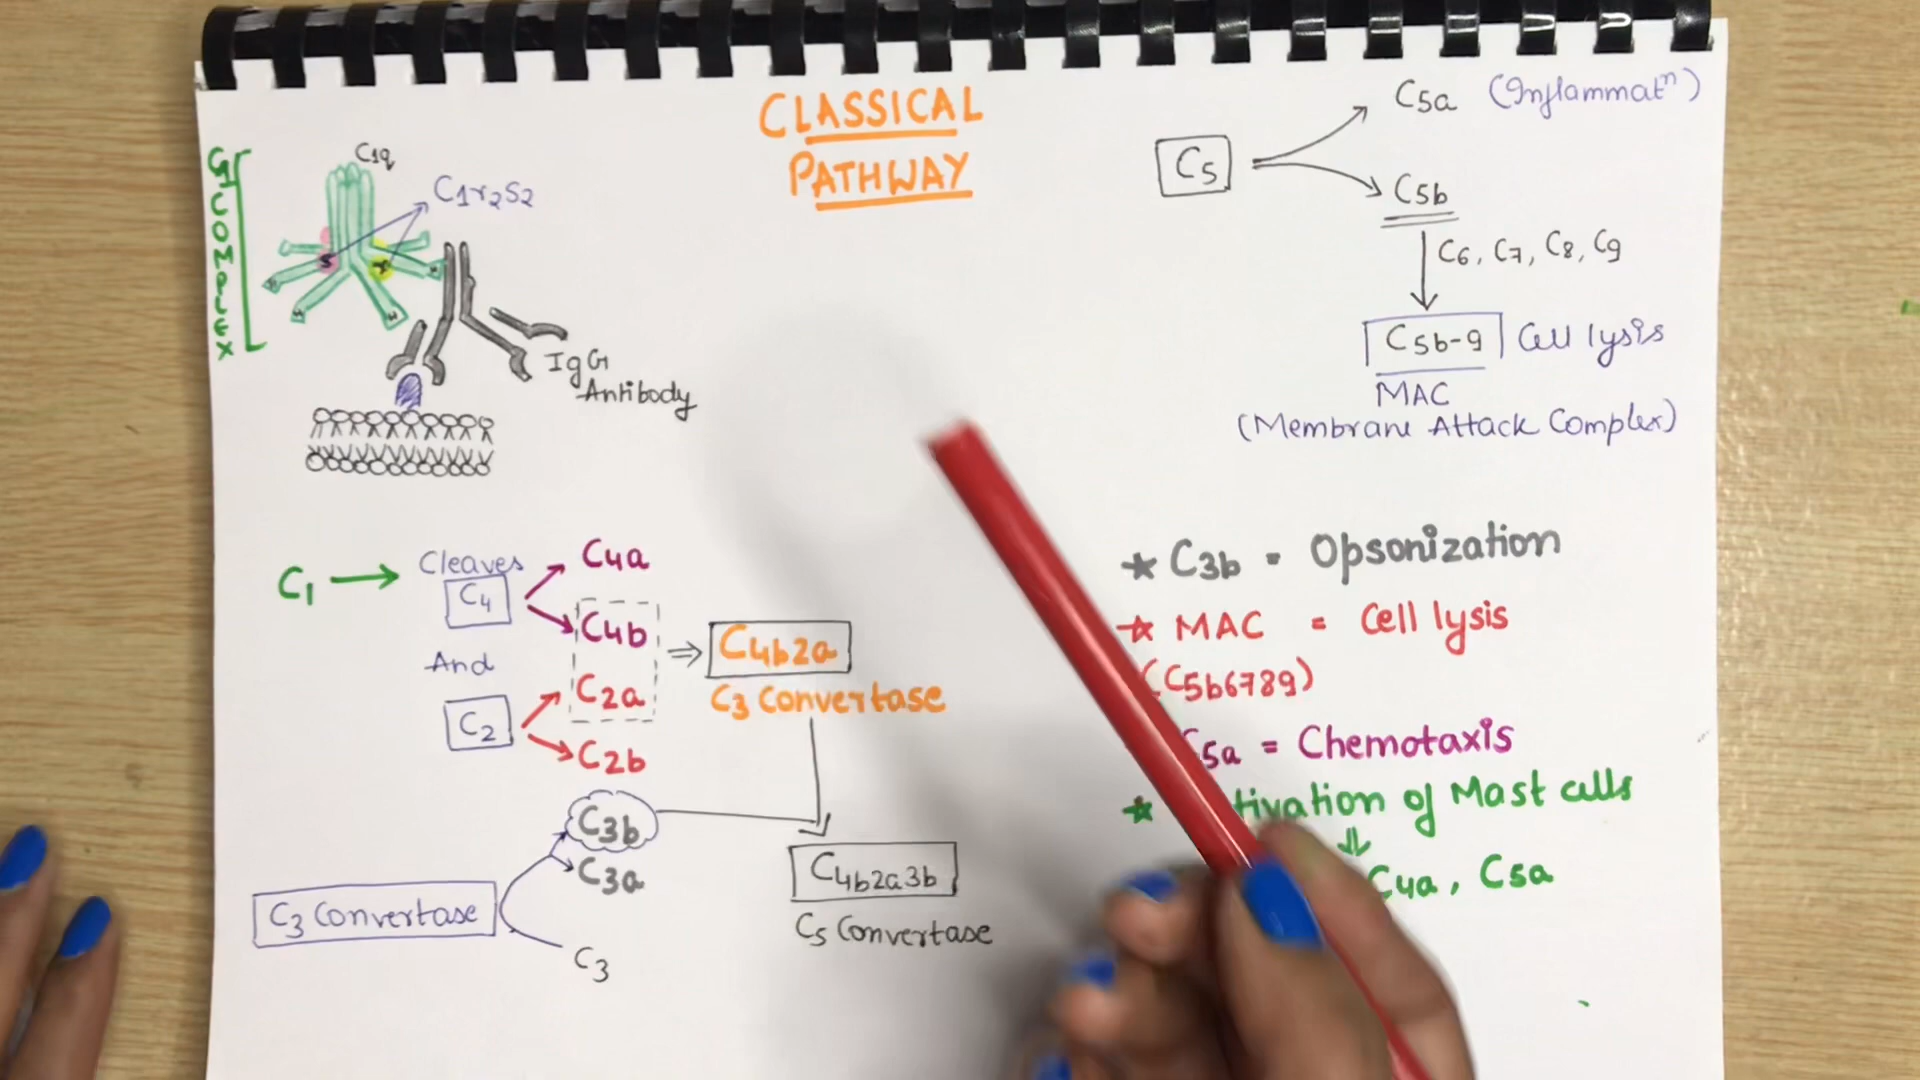 CLASSICAL
PATHWAY
C1 COMPLEX
C1q
C1r2s2
IgG
Antibody
C1 → Cleaves
C4
C4a
C4b
And
C2
C2a
C2b
⇒ C4b2a
C3 Convertase
C3b
C3a
C3 Convertase
C3
C4b2a3b
C5 Convertase
C5
C5a (Inflammatⁿ)
C5b
C6, C7, C8, C9
C5b-9 Cell lysis
MAC
(Membrane Attack Complex)
★ C3b = Opsonization
★ MAC = Cell lysis
(C5b6789)
5a = Chemotaxis
★ tivation of Mast cells
C4a, C5a